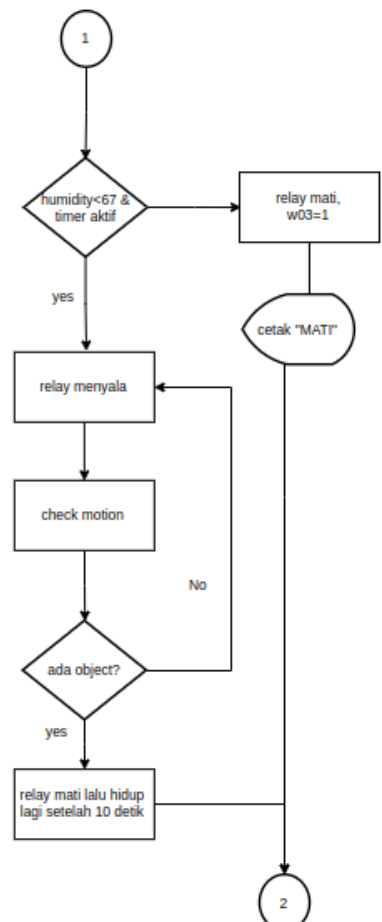 1
humidity<67 &
timer aktif
relay mati,
w03=1
yes
cetak "MATI"
relay menyala
check motion
No
ada object?
yes
relay mati lalu hidup
lagi setelah 10 detik
2